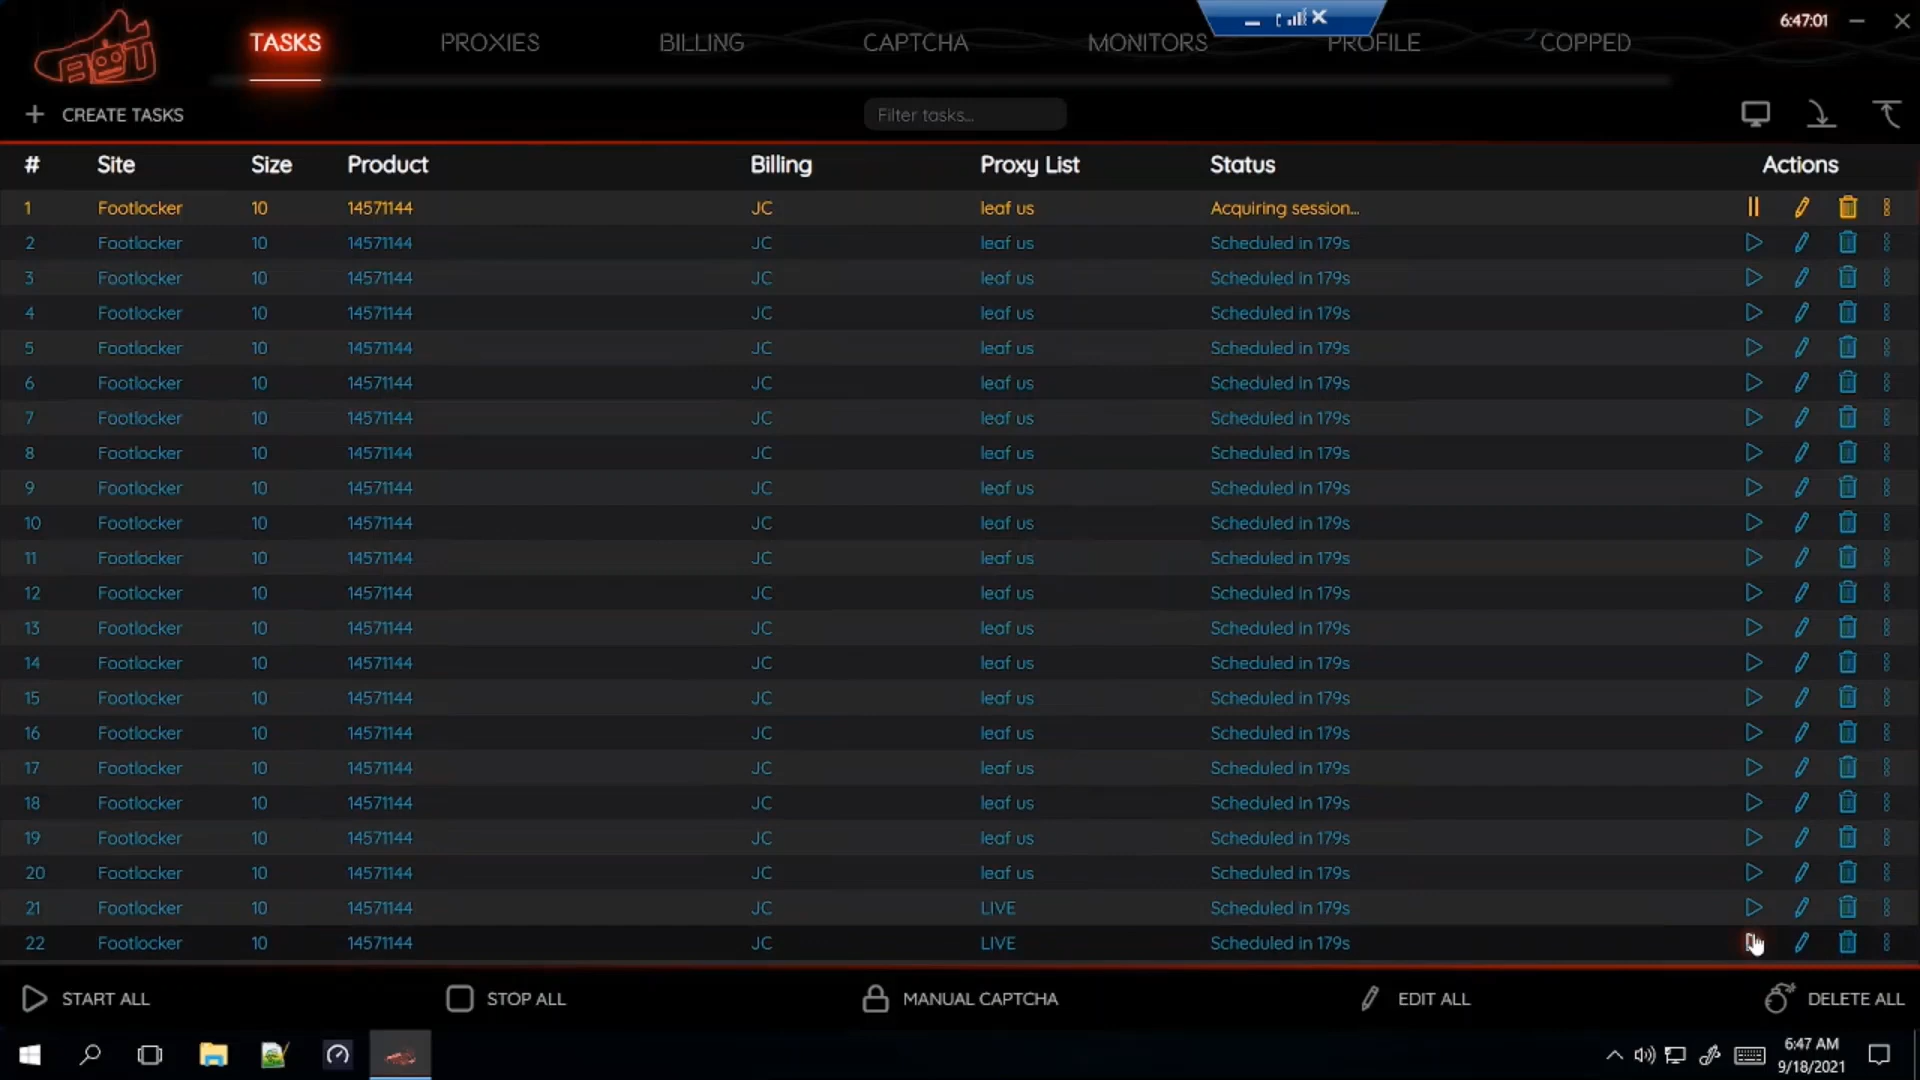 6:47:01
TASKS PROXIES BILLING CAPTCHA MONITORS PROFILE COPPED
CREATE TASKS Filter tasks...
# Site Size Product Billing Proxy List Status Actions
1 Footlocker 10 14571144 JC leaf us Acquiring session...
2 Footlocker 10 14571144 JC leaf us Scheduled in 179s
3 Footlocker 10 14571144 JC leaf us Scheduled in 179s
4 Footlocker 10 14571144 JC leaf us Scheduled in 179s
5 Footlocker 10 14571144 JC leaf us Scheduled in 179s
6 Footlocker 10 14571144 JC leaf us Scheduled in 179s
7 Footlocker 10 14571144 JC leaf us Scheduled in 179s
8 Footlocker 10 14571144 JC leaf us Scheduled in 179s
9 Footlocker 10 14571144 JC leaf us Scheduled in 179s
10 Footlocker 10 14571144 JC leaf us Scheduled in 179s
11 Footlocker 10 14571144 JC leaf us Scheduled in 179s
12 Footlocker 10 14571144 JC leaf us Scheduled in 179s
13 Footlocker 10 14571144 JC leaf us Scheduled in 179s
14 Footlocker 10 14571144 JC leaf us Scheduled in 179s
15 Footlocker 10 14571144 JC leaf us Scheduled in 179s
16 Footlocker 10 14571144 JC leaf us Scheduled in 179s
17 Footlocker 10 14571144 JC leaf us Scheduled in 179s
18 Footlocker 10 14571144 JC leaf us Scheduled in 179s
19 Footlocker 10 14571144 JC leaf us Scheduled in 179s
20 Footlocker 10 14571144 JC leaf us Scheduled in 179s
21 Footlocker 10 14571144 JC LIVE Scheduled in 179s
22 Footlocker 10 14571144 JC LIVE Scheduled in 179s
START ALL STOP ALL MANUAL CAPTCHA EDIT ALL DELETE ALL
6:47 AM
9/18/2021